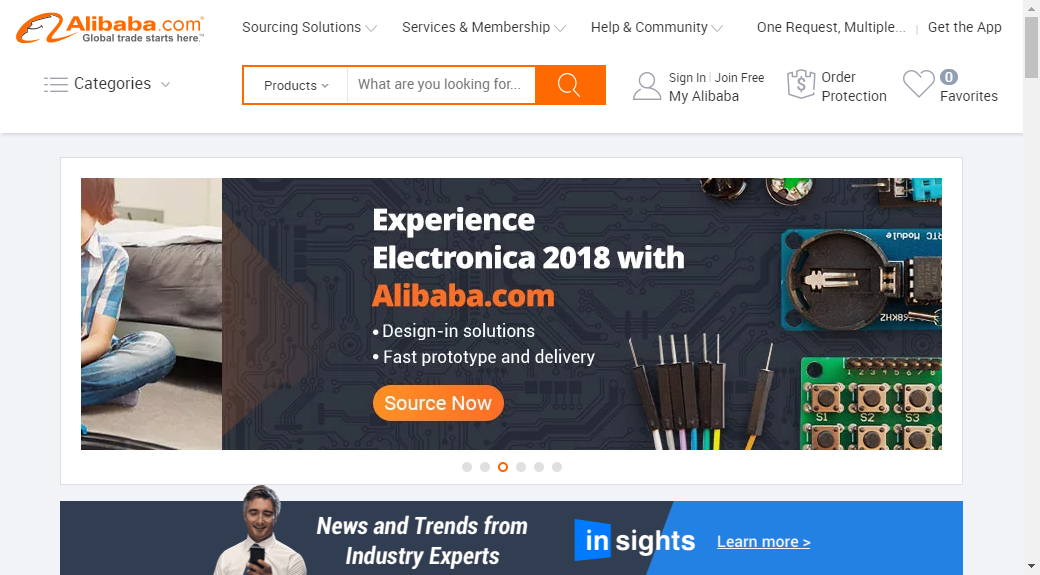 Alibaba.com
Global trade starts here.™
Sourcing Solutions
Services & Membership
Help & Community
One Request, Multiple...
Get the App
Categories
Products
What are you looking for...
Sign In
Join Free
My Alibaba
Order
Protection
0
Favorites
Experience
Electronica 2018 with
Alibaba.com
• Design-in solutions
• Fast prototype and delivery
Source Now
RTC Module
S1
S2
S3
News and Trends from
Industry Experts
in sights
Learn more >